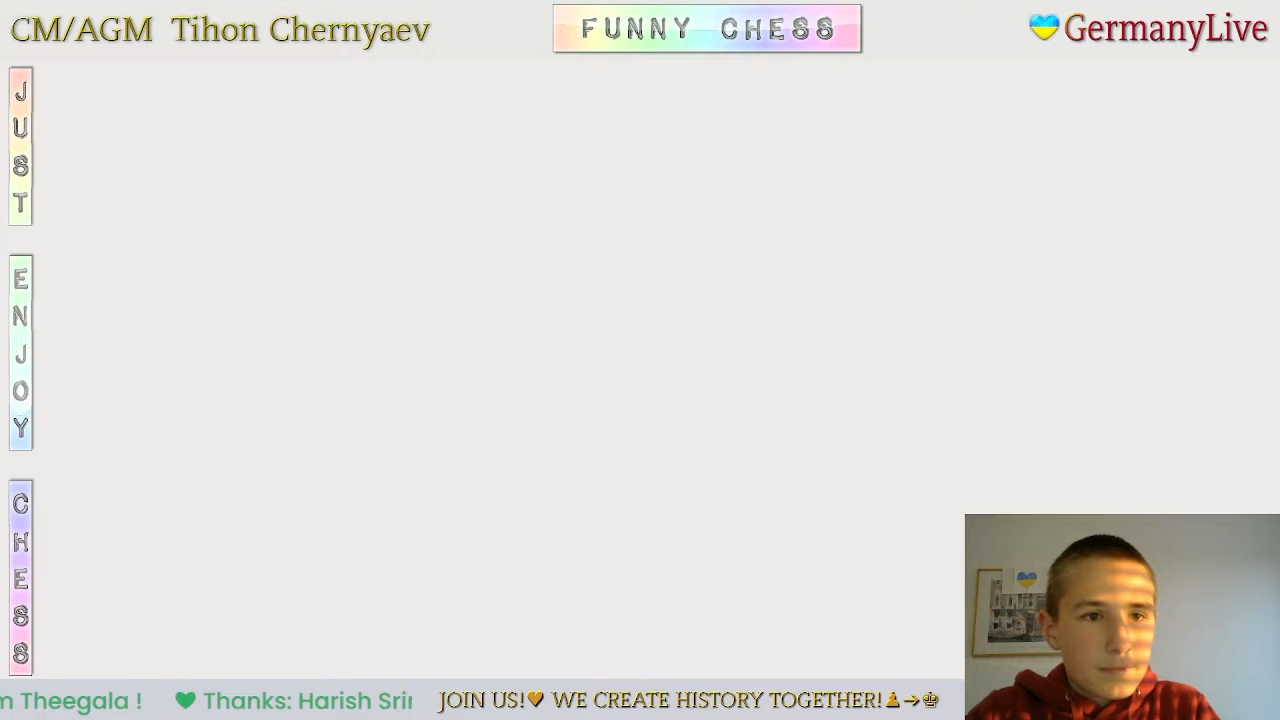 CM/AGM Tihon Chernyaev
FUNNY CHESS
💙GermanyLive
JUST
ENJOY
CHESS
Theegala ! 💚 Thanks: Harish
JOIN US!🧡 WE CREATE HISTORY TOGETHER!♟→♚